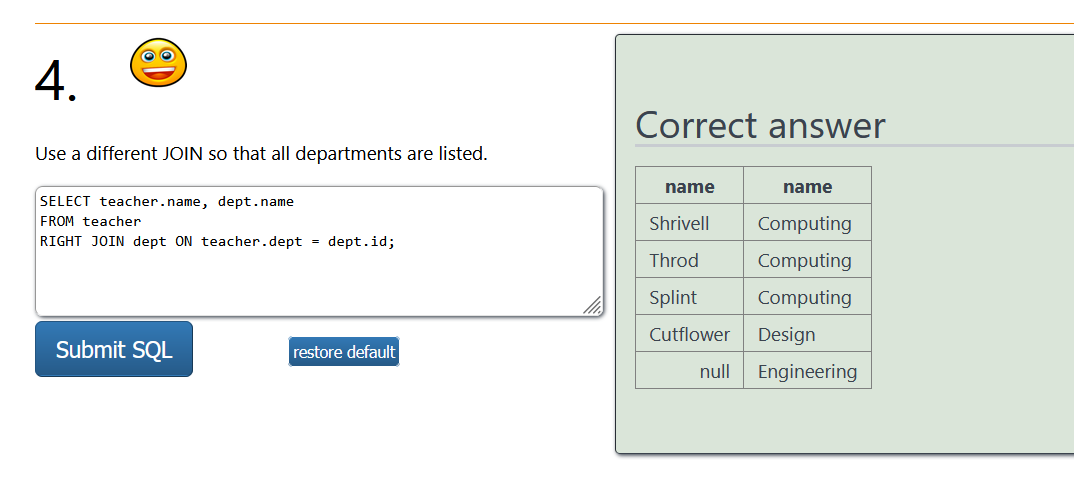 4.
Use a different JOIN so that all departments are listed.
SELECT teacher.name, dept.name
FROM teacher
RIGHT JOIN dept ON teacher.dept = dept.id;
Submit SQL
restore default
Correct answer
name name
Shrivell Computing
Throd Computing
Splint Computing
Cutflower Design
null Engineering